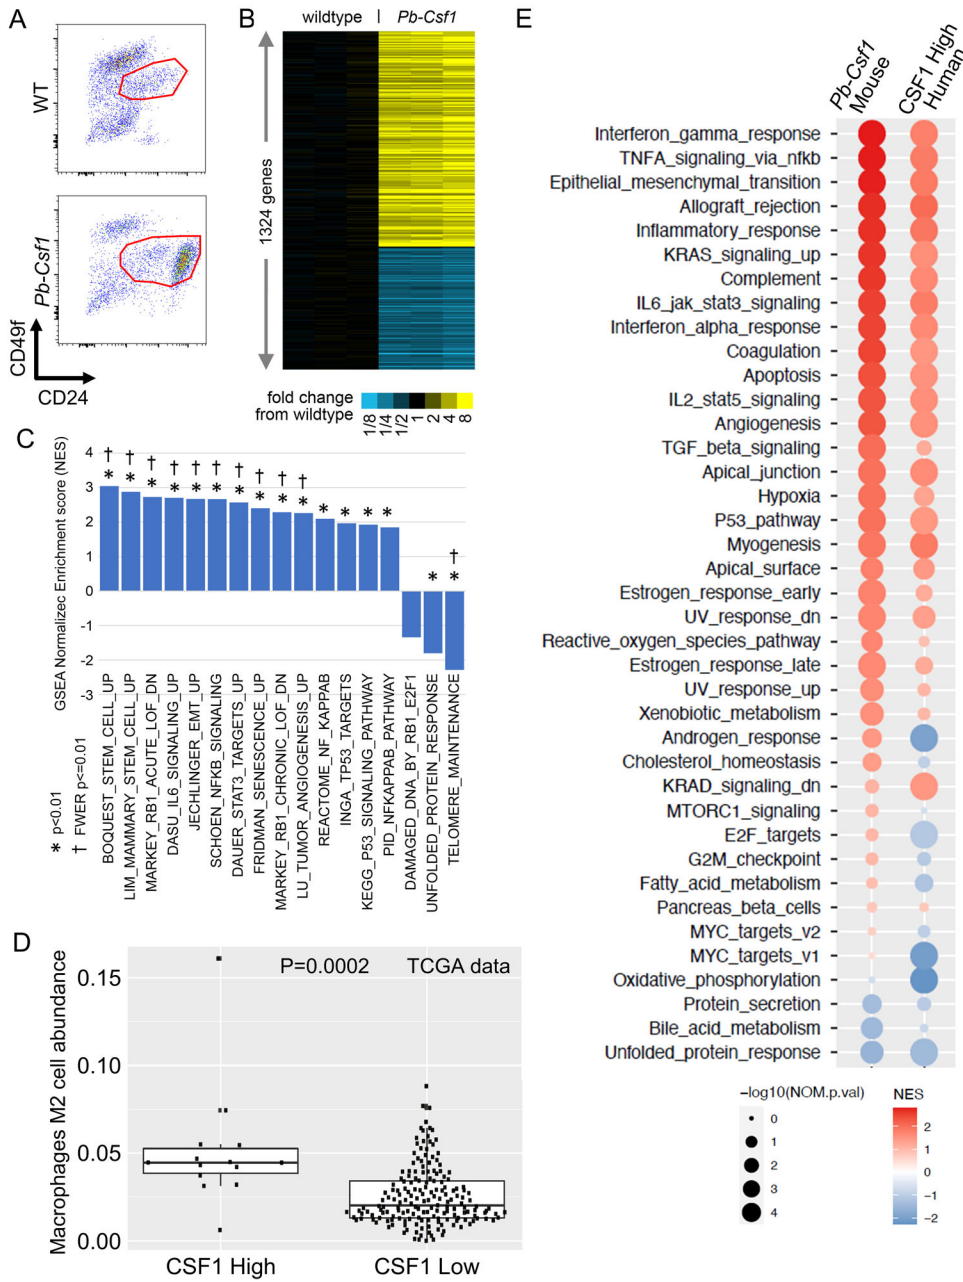 A
WT
Pb-Csf1
CD49f
CD24
B
wildtype | Pb-Csf1
1324 genes
fold change
from wildtype
1/8
1/4
1/2
1
2
4
8
C
GSEA Normalizec Enrichment score (NES)
4
3
2
1
0
-1
-2
-3
† † † † † † † † † †
* * * * * * * * * * * * * *
†
* *
* p<0.01
† FWER p<=0.01
BOQUEST_STEM_CELL_UP
LIM_MAMMARY_STEM_CELL_UP
MARKEY_RB1_ACUTE_LOF_DN
DASU_IL6_SIGNALING_UP
JECHLINGER_EMT_UP
SCHOEN_NFKB_SIGNALING
DAUER_STAT3_TARGETS_UP
FRIDMAN_SENESCENCE_UP
MARKEY_RB1_CHRONIC_LOF_DN
LU_TUMOR_ANGIOGENESIS_UP
REACTOME_NF_KAPPAB
INGA_TP53_TARGETS
KEGG_P53_SIGNALING_PATHWAY
PID_NFKAPPAB_PATHWAY
DAMAGED_DNA_BY_RB1_E2F1
UNFOLDED_PROTEIN_RESPONSE
TELOMERE_MAINTENANCE
D
P=0.0002 TCGA data
Macrophages M2 cell abundance
0.15
0.10
0.05
0.00
CSF1 High
CSF1 Low
E
Pb-Csf1
Mouse
CSF1 High
Human
Interferon_gamma_response
TNFA_signaling_via_nfkb
Epithelial_mesenchymal_transition
Allograft_rejection
Inflammatory_response
KRAS_signaling_up
Complement
IL6_jak_stat3_signaling
Interferon_alpha_response
Coagulation
Apoptosis
IL2_stat5_signaling
Angiogenesis
TGF_beta_signaling
Apical_junction
Hypoxia
P53_pathway
Myogenesis
Apical_surface
Estrogen_response_early
UV_response_dn
Reactive_oxygen_species_pathway
Estrogen_response_late
UV_response_up
Xenobiotic_metabolism
Androgen_response
Cholesterol_homeostasis
KRAD_signaling_dn
MTORC1_signaling
E2F_targets
G2M_checkpoint
Fatty_acid_metabolism
Pancreas_beta_cells
MYC_targets_v2
MYC_targets_v1
Oxidative_phosphorylation
Protein_secretion
Bile_acid_metabolism
Unfolded_protein_response
-log10(NOM.p.val)
0
1
2
3
4
NES
2
1
0
-1
-2